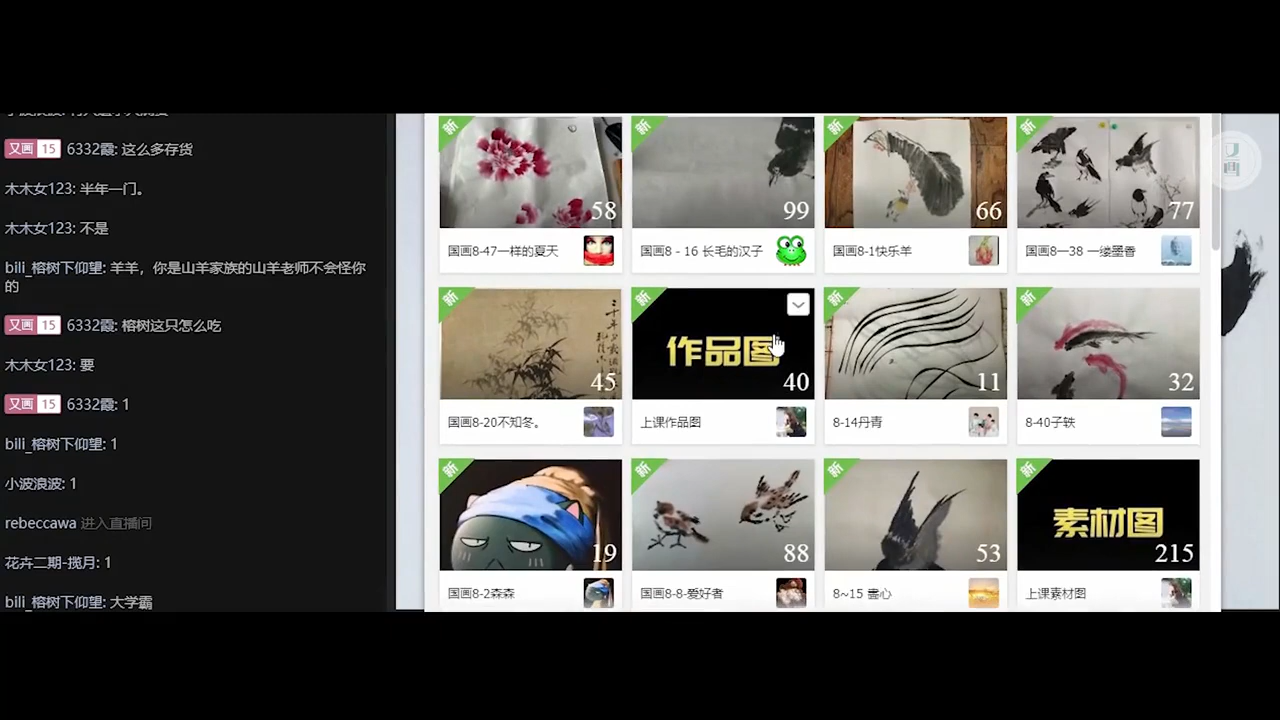 又画 15 6332霞: 这么多存货
木木女123: 半年一门。
木木女123: 不是
bili_榕树下仰望: 羊羊，你是山羊家族的山羊老师不会怪你
的
又画 15 6332霞: 榕树这只怎么吃
木木女123: 要
又画 15 6332霞: 1
bili_榕树下仰望: 1
小波浪波: 1
rebeccawa 进入直播间
花卉二期-揽月: 1
bili_榕树下仰望: 大学霸
新 58
国画8-47一样的夏天
新 99
国画8 - 16 长毛的汉子
新 66
国画8-1快乐羊
新 77
国画8一38 一缕墨香
新 45
国画8-20不知冬。
新 作品图 40
上课作品图
新 11
8-14丹青
新 32
8-40子轶
新 19
国画8-2森森
新 88
国画8-8-爱好者
新 53
新 素材图 215
上课素材图